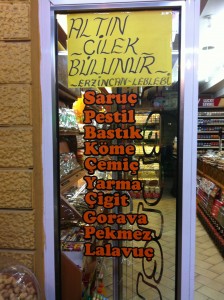 ALTIN
~ÇİLEK~
BULUNUR~
~ERZİNCAN-LEBLEBİ
Saruç
Pestil
Bastık
Köme
Çemiç
Yarma
Çiğit
Gorava
Pekmez
Lalavuç